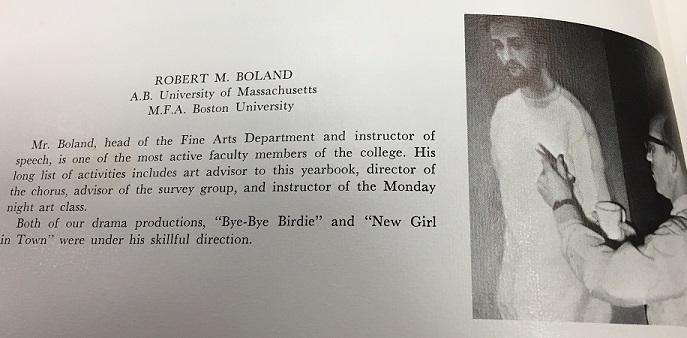 ROBERT M. BOLAND
A.B. University of Massachusetts
M.F.A. Boston University
Mr. Boland, head of the Fine Arts Department and instructor of
speech, is one of the most active faculty members of the college. His
long list of activities includes art advisor to this yearbook, director of
the chorus, advisor of the survey group, and instructor of the Monday
night art class.
Both of our drama productions, “Bye-Bye Birdie” and “New Girl
in Town” were under his skillful direction.